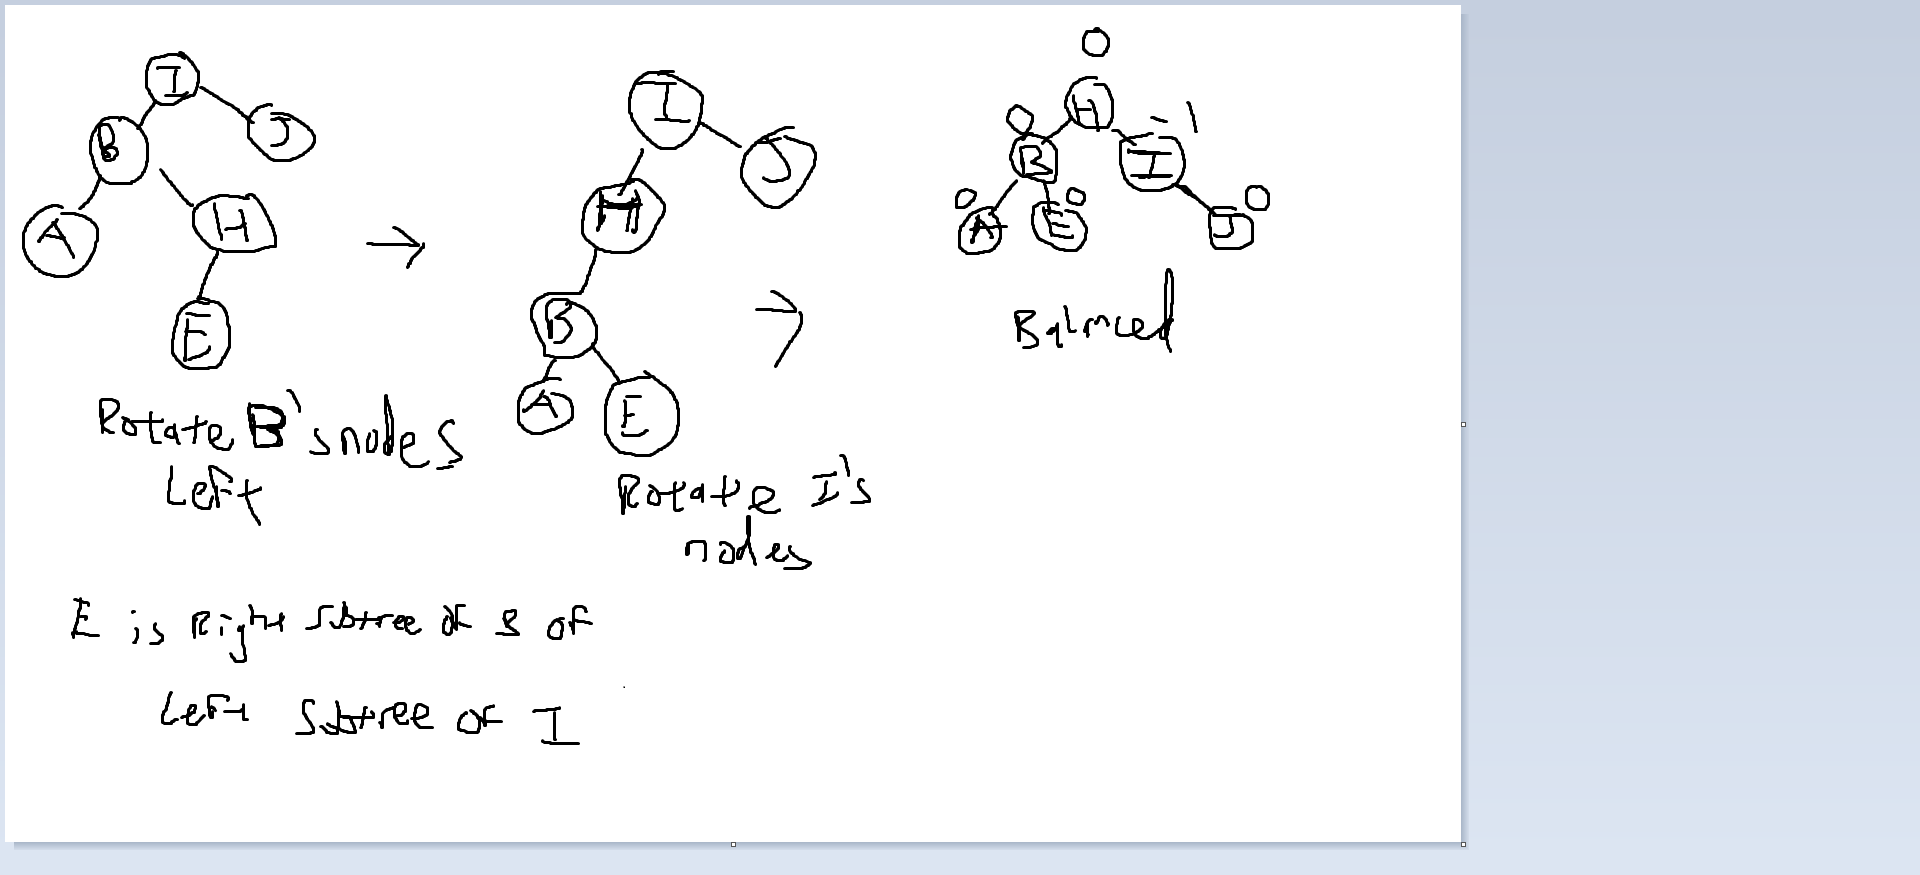 I
B
J
A
H
E
Rotate B's nodes
Left
I
J
H
B
A
E
Rotate I's
nodes
0
H
0
-1
B
I
0
0
0
A
E
J
Balanced
E is Right subtree of B of
Left Subtree of I